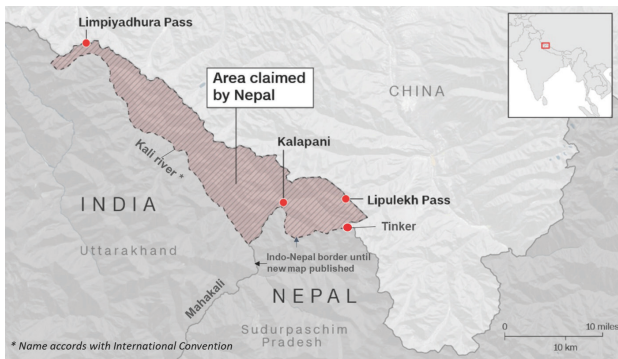 Limpiyadhura Pass
Area claimed
by Nepal
CHINA
Kali river *
Kalapani
INDIA
Lipulekh Pass
Tinker
Uttarakhand
Indo-Nepal border until
new map published
Mahakali
NEPAL
Sudurpaschim
Pradesh
0 10 miles
10 km
* Name accords with International Convention